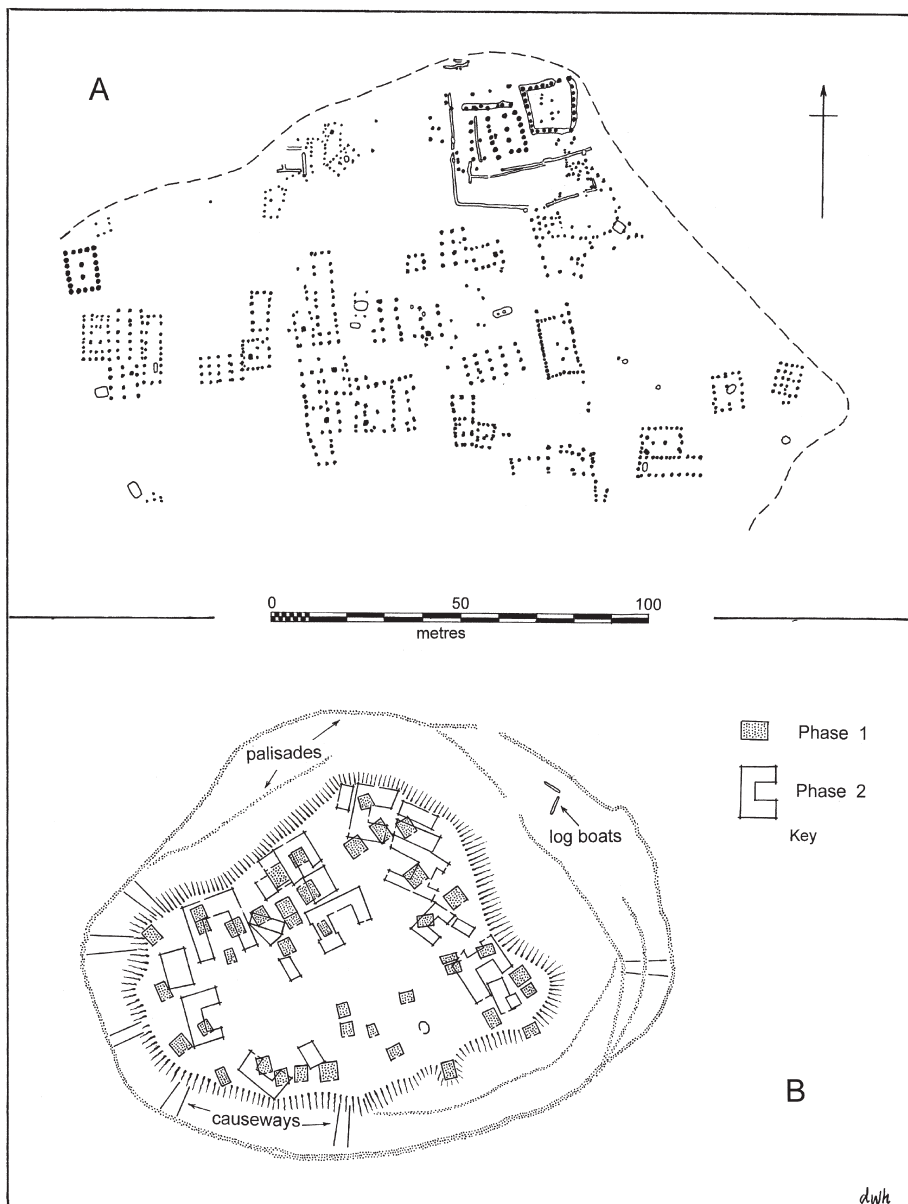 A
0 50 100
metres
palisades
log boats
Phase 1
Phase 2
Key
causeways
B
dwh